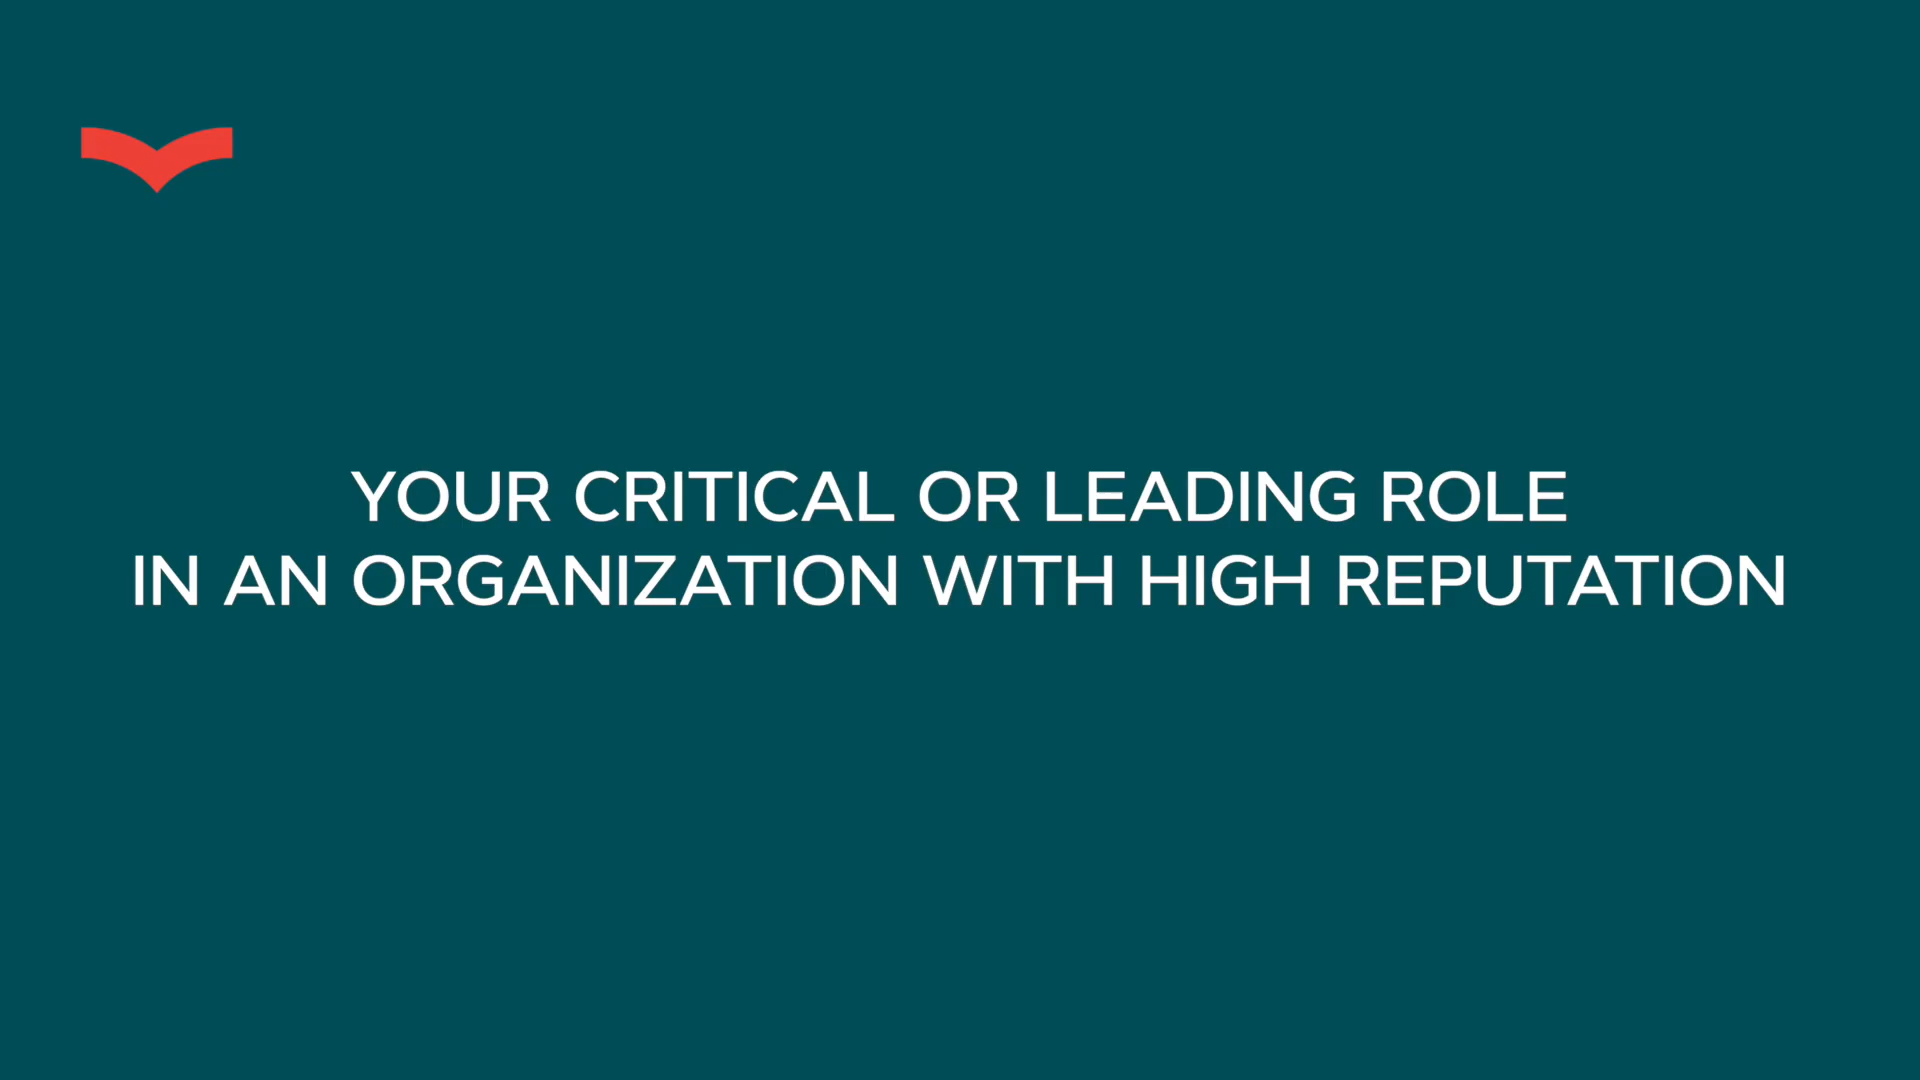 YOUR CRITICAL OR LEADING ROLE
IN AN ORGANIZATION WITH HIGH REPUTATION